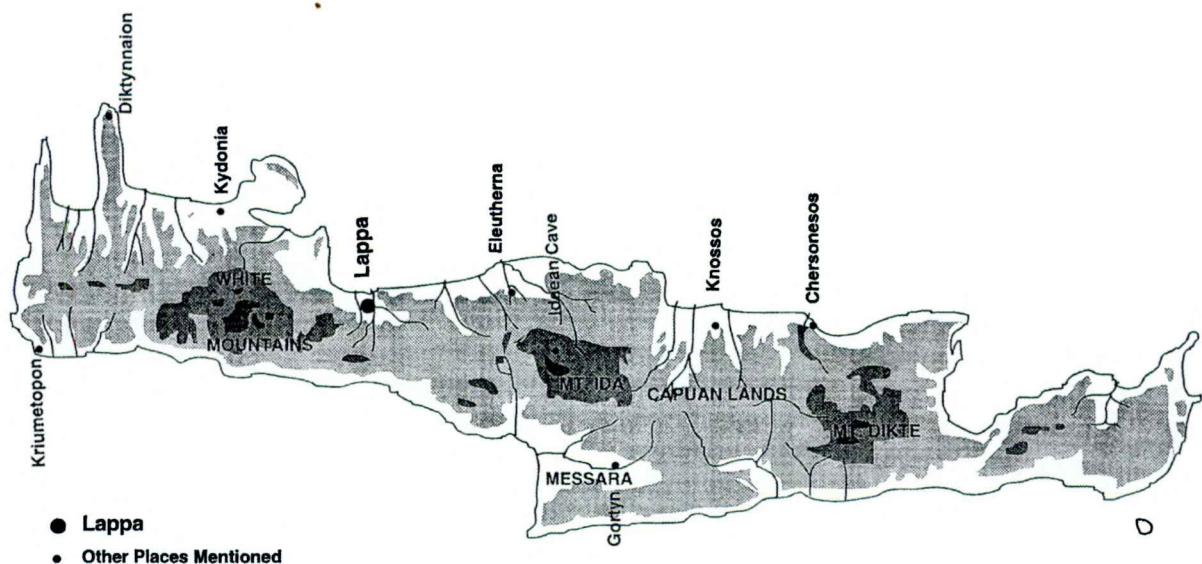 Diktynnaion
Kydonia
Lappa
Eleutherna
Idaean Cave
Knossos
Chersonesos
WHITE
MOUNTAINS
Kriumetopon
MT. IDA
CAPUAN LANDS
MT. DIKTE
MESSARA
Gortyn
Lappa
Other Places Mentioned